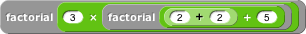 factorial 3 × factorial 2 + 2 + 5